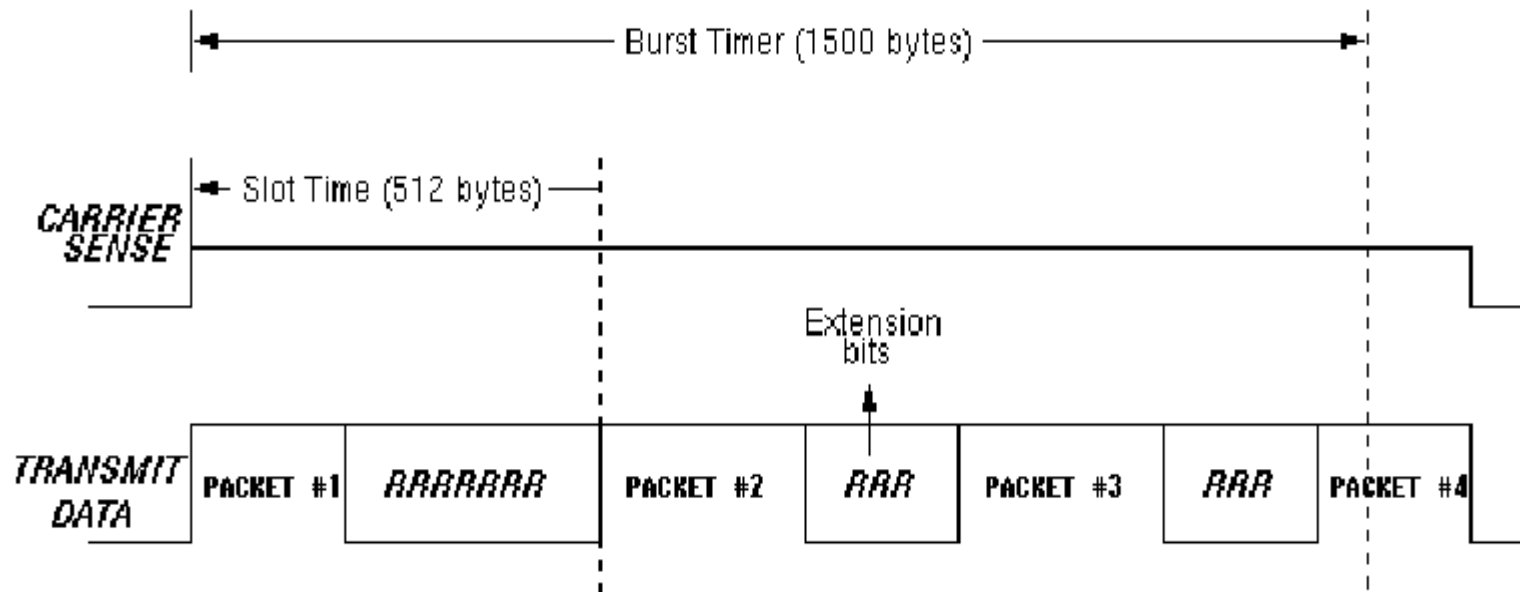 Burst Timer (1500 bytes)
Slot Time (512 bytes)
CARRIER
SENSE
Extension
bits
TRANSMIT
DATA
PACKET #1
RRRRRRR
PACKET #2
RRR
PACKET #3
RRR
PACKET #4